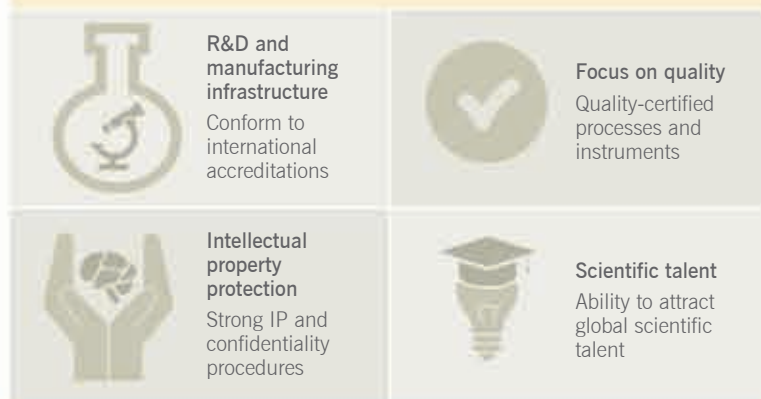 R&D and
manufacturing
infrastructure
Conform to
international
accreditations
Focus on quality
Quality-certified
processes and
instruments
Intellectual
property
protection
Strong IP and
confidentiality
procedures
Scientific talent
Ability to attract
global scientific
talent